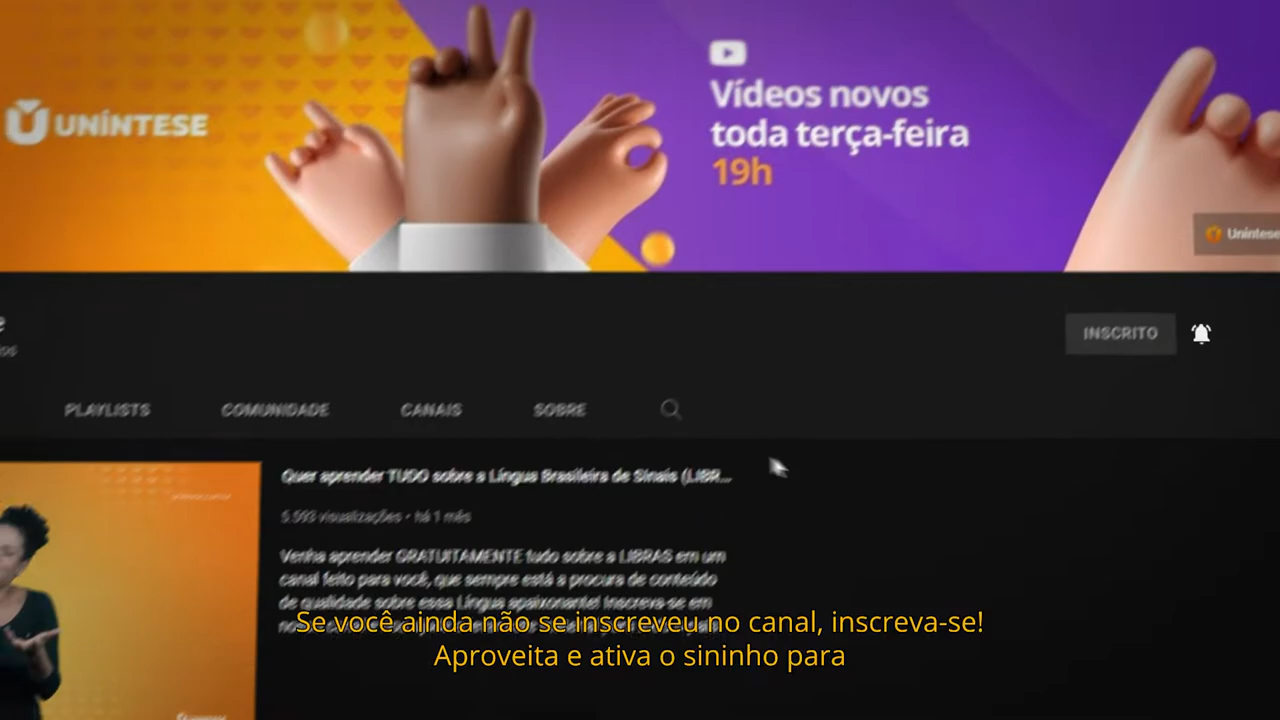 UNÍNTESE
Vídeos novos
toda terça-feira
19h
Uníntese
INSCRITO
PLAYLISTS
COMUNIDADE
CANAIS
SOBRE
Quer aprender TUDO sobre a Língua Brasileira de Sinais (LIBR...
5.593 visualizações • há 1 mês
Venha aprender GRATUITAMENTE tudo sobre a LIBRAS em um
canal feito para você, que sempre está a procura de conteúdo
de qualidade sobre essa Língua apaixonante! Inscreva-se em
Se você ainda não se inscreveu no canal, inscreva-se!
Aproveita e ativa o sininho para